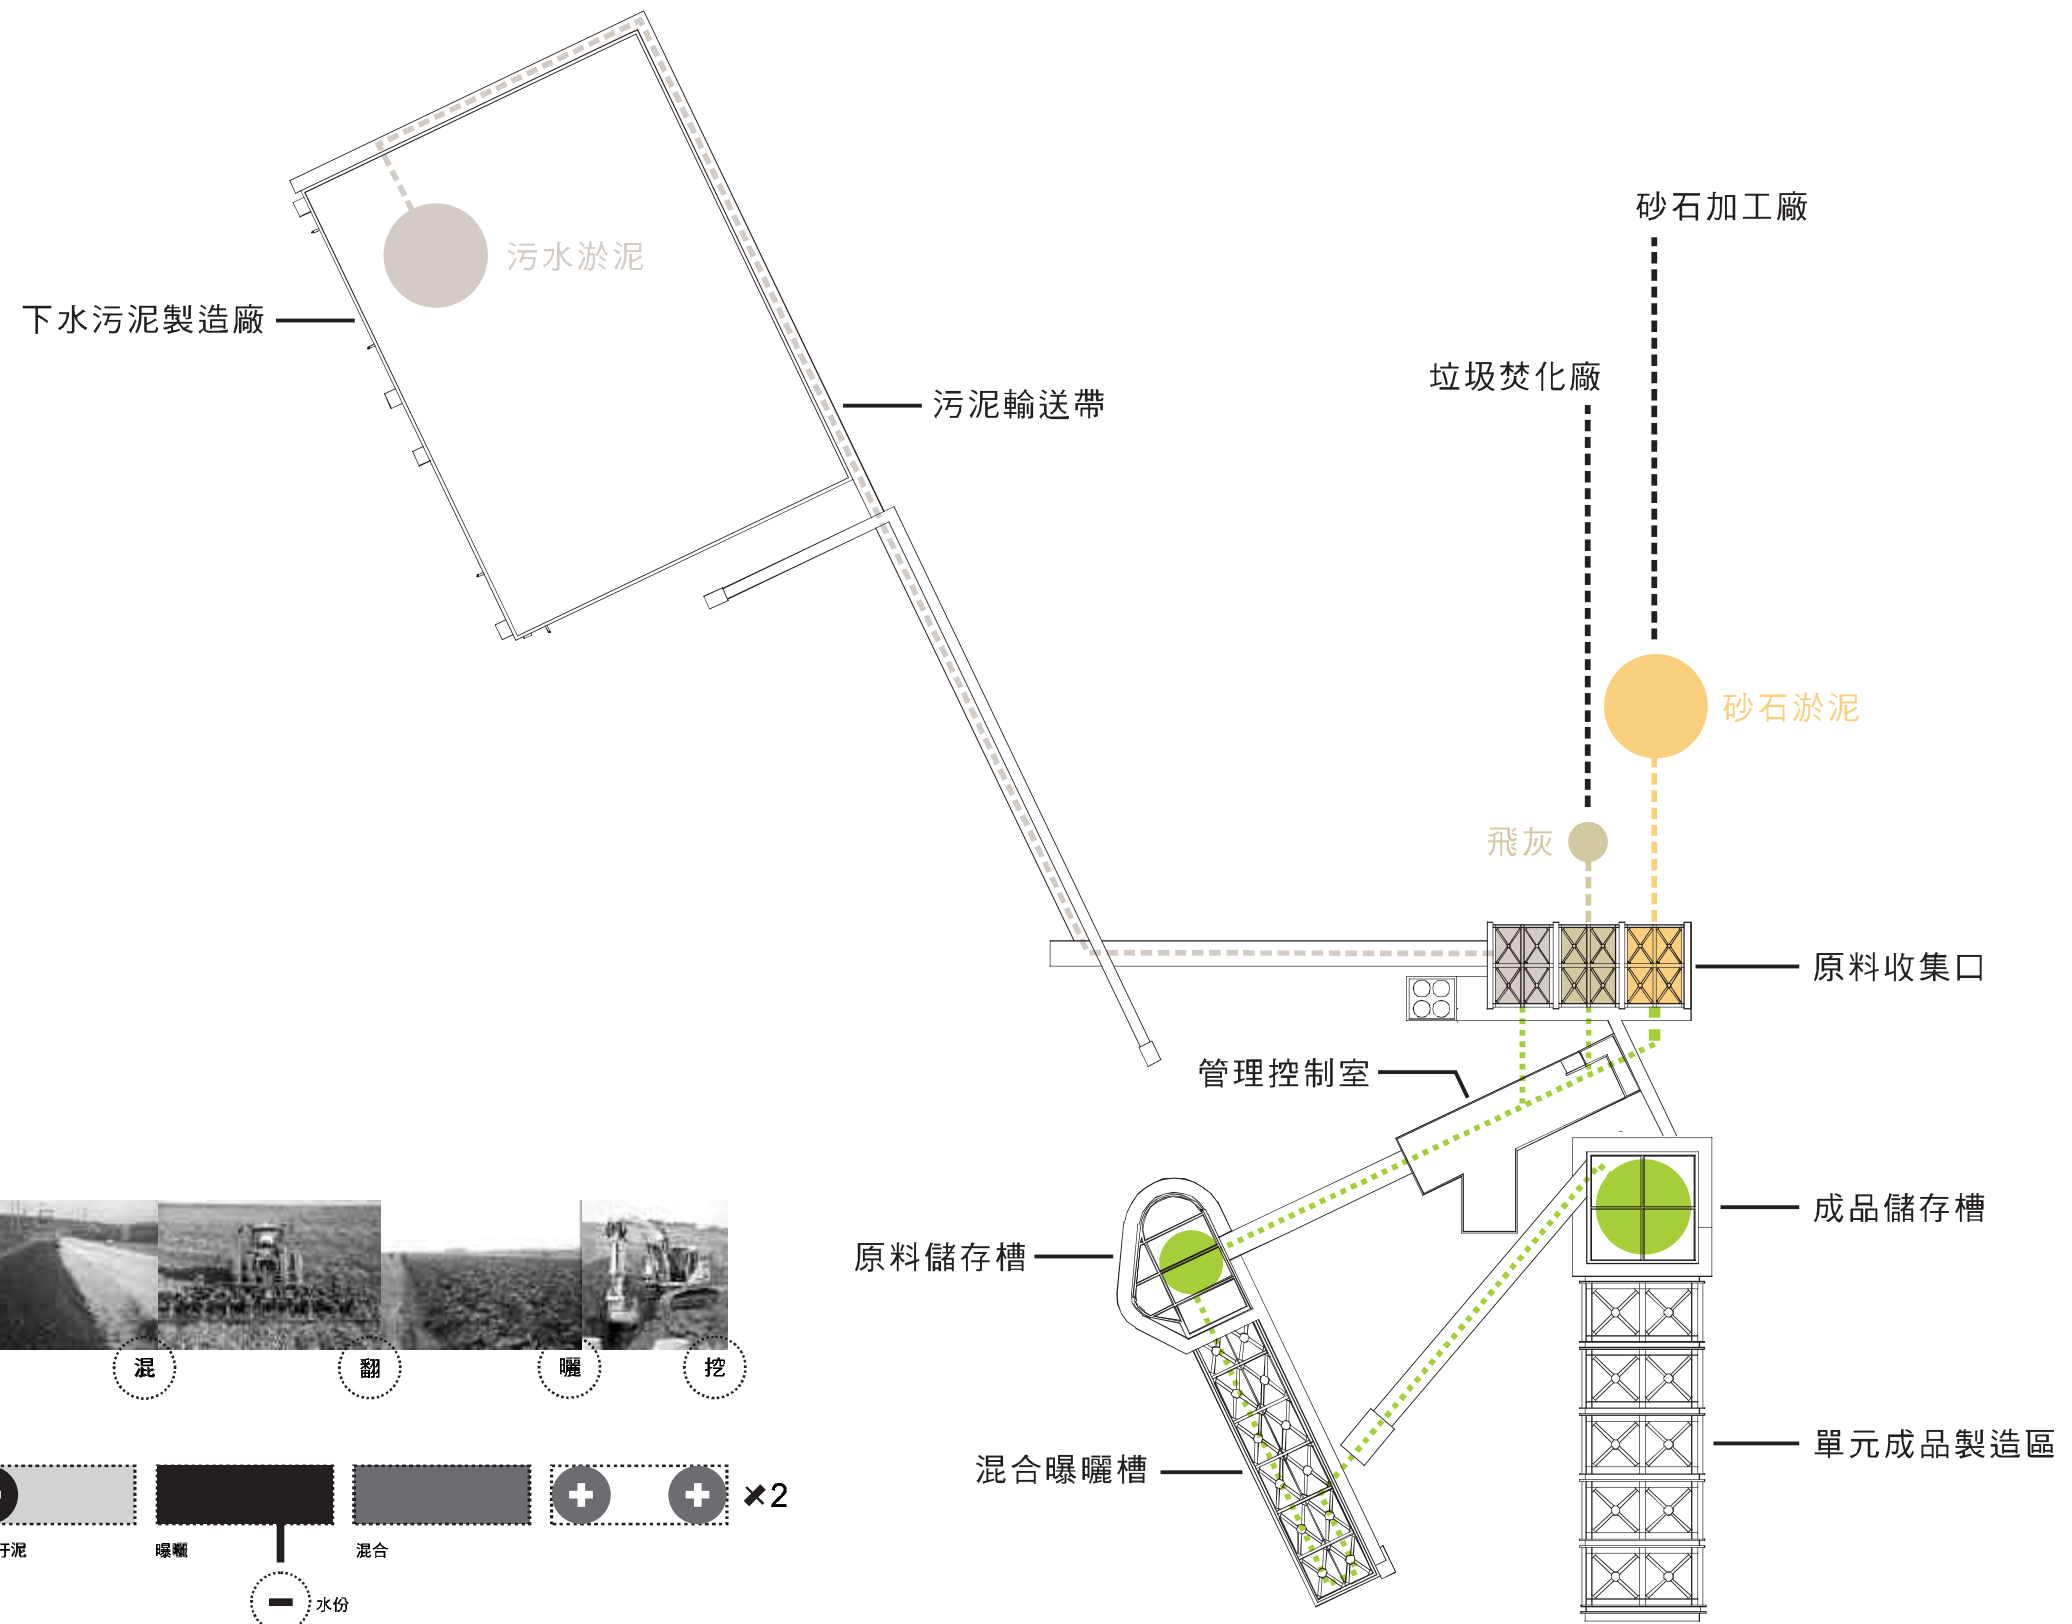 砂石加工廠
污水淤泥
下水污泥製造廠
垃圾焚化廠
污泥輸送帶
砂石淤泥
飛灰
原料收集口
管理控制室
成品儲存槽
原料儲存槽
混
翻
曬
挖
單元成品製造區
混合曝曬槽
×2
泥
曝曬
混合
水份